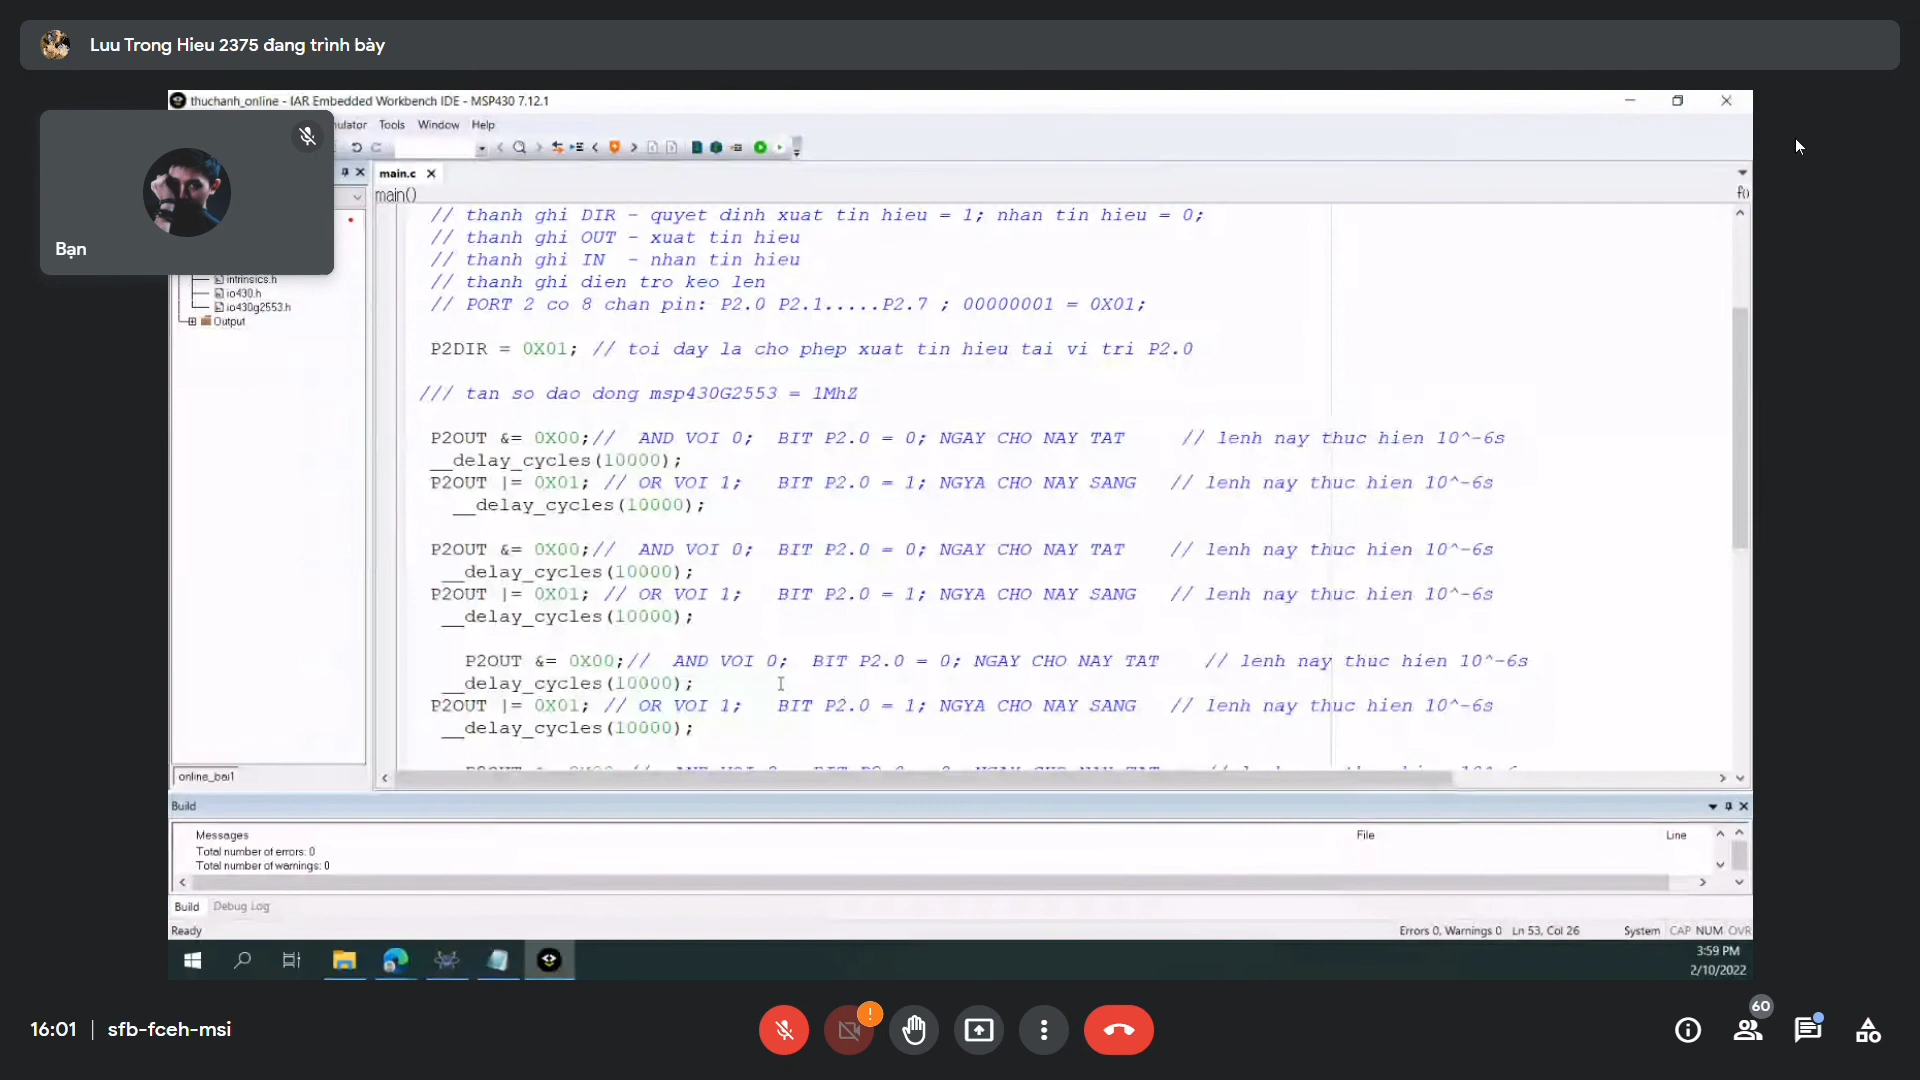 Luu Trong Hieu 2375 đang trình bày
thuchanh_online - IAR Embedded Workbench IDE - MSP430 7.12.1
Tools Window Help
Bạn
main.c
main()
f()
intrinsics.h
io430.h
io430g2553.h
Output
// thanh ghi DIR - quyet dinh xuat tin hieu = 1; nhan tin hieu = 0;
// thanh ghi OUT - xuat tin hieu
// thanh ghi IN  - nhan tin hieu
// thanh ghi dien tro keo len
// PORT 2 co 8 chan pin: P2.0 P2.1.....P2.7 ; 00000001 = 0X01;
P2DIR = 0X01; // toi day la cho phep xuat tin hieu tai vi tri P2.0
/// tan so dao dong msp430G2553 = 1MhZ
P2OUT &= 0X00;//  AND VOI 0;  BIT P2.0 = 0; NGAY CHO NAY TAT     // lenh nay thuc hien 10^-6s
__delay_cycles(10000);
P2OUT |= 0X01; // OR VOI 1;   BIT P2.0 = 1; NGYA CHO NAY SANG   // lenh nay thuc hien 10^-6s
__delay_cycles(10000);
P2OUT &= 0X00;//  AND VOI 0;  BIT P2.0 = 0; NGAY CHO NAY TAT    // lenh nay thuc hien 10^-6s
__delay_cycles(10000);
P2OUT |= 0X01; // OR VOI 1;   BIT P2.0 = 1; NGYA CHO NAY SANG   // lenh nay thuc hien 10^-6s
__delay_cycles(10000);
P2OUT &= 0X00;//  AND VOI 0;  BIT P2.0 = 0; NGAY CHO NAY TAT    // lenh nay thuc hien 10^-6s
__delay_cycles(10000);
P2OUT |= 0X01; // OR VOI 1;   BIT P2.0 = 1; NGYA CHO NAY SANG   // lenh nay thuc hien 10^-6s
__delay_cycles(10000);
online_bai1
Build
Messages File Line
Total number of errors: 0
Total number of warnings: 0
Build Debug Log
Ready Errors 0, Warnings 0 Ln 53, Col 26 System CAP NUM OVR
3:59 PM
2/10/2022
16:01 | sfb-fceh-msi
60